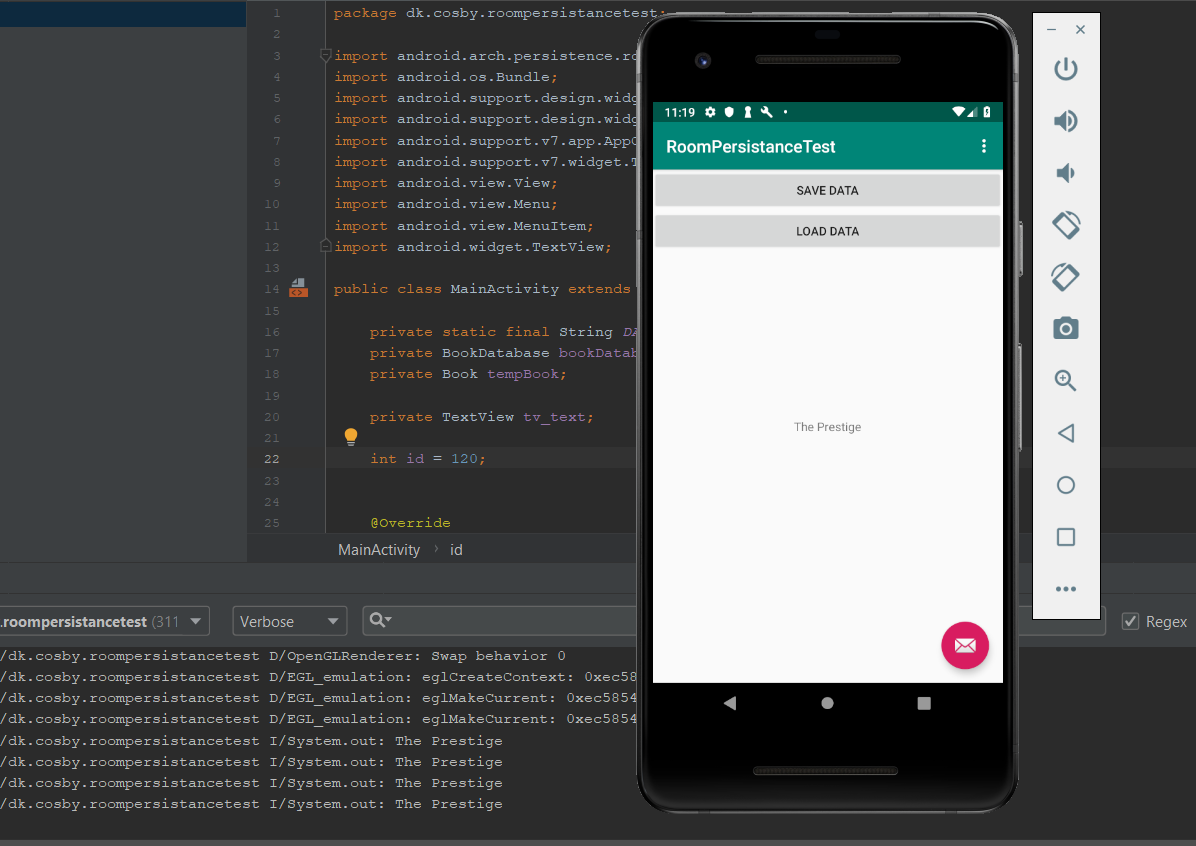 1 package dk.cosby.roompersistancetest;
2
3 import android.arch.persistence.ro
4 import android.os.Bundle;
5 import android.support.design.widg
6 import android.support.design.widg
7 import android.support.v7.app.AppC
8 import android.support.v7.widget.T
9 import android.view.View;
10 import android.view.Menu;
11 import android.view.MenuItem;
12 import android.widget.TextView;
13
14 public class MainActivity extends
15
16 private static final String DA
17 private BookDatabase bookDatab
18 private Book tempBook;
19
20 private TextView tv_text;
21
22 int id = 120;
23
24
25 @Override
MainActivity › id
11:19
RoomPersistanceTest
SAVE DATA
LOAD DATA
The Prestige
.roompersistancetest (311
Verbose
Regex
/dk.cosby.roompersistancetest D/OpenGLRenderer: Swap behavior 0
/dk.cosby.roompersistancetest D/EGL_emulation: eglCreateContext: 0xec58
/dk.cosby.roompersistancetest D/EGL_emulation: eglMakeCurrent: 0xec5854
/dk.cosby.roompersistancetest D/EGL_emulation: eglMakeCurrent: 0xec5854
/dk.cosby.roompersistancetest I/System.out: The Prestige
/dk.cosby.roompersistancetest I/System.out: The Prestige
/dk.cosby.roompersistancetest I/System.out: The Prestige
/dk.cosby.roompersistancetest I/System.out: The Prestige